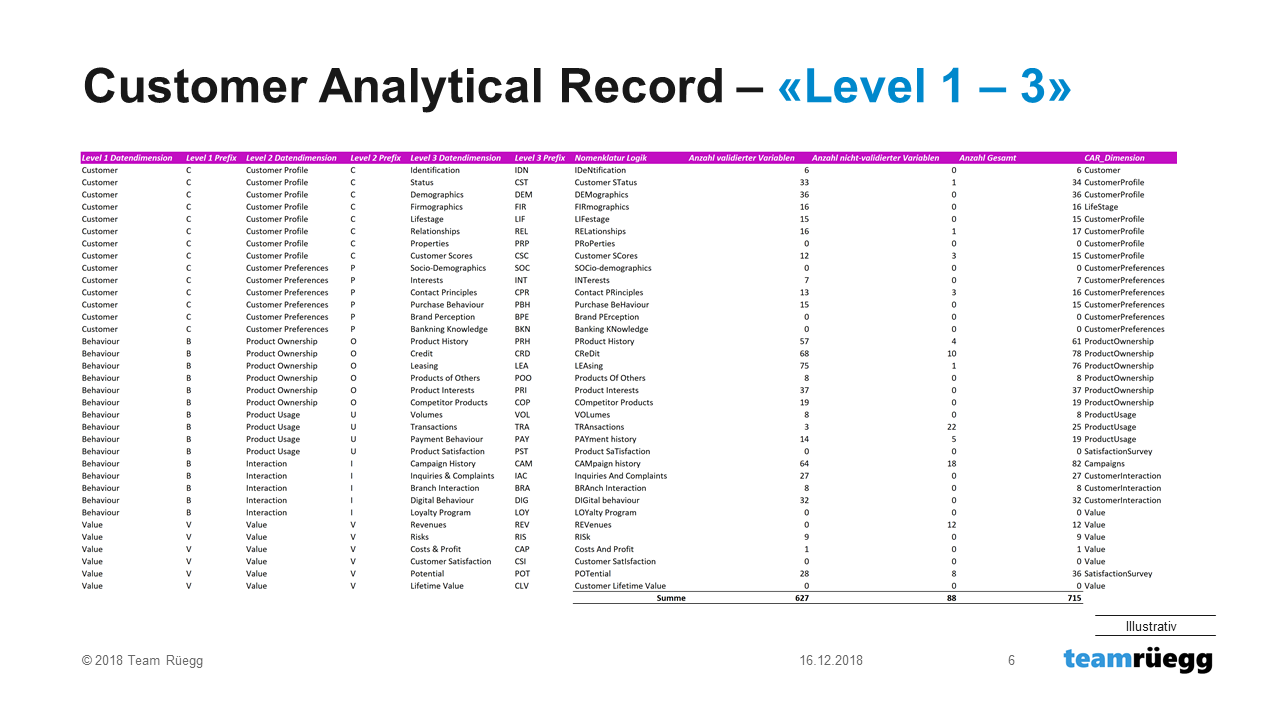 Customer Analytical Record – «Level 1 – 3»
Level 1 Datendimension Level 1 Prefix Level 2 Datendimension Level 2 Prefix Level 3 Datendimension Level 3 Prefix Nomenklatur Logik Anzahl validierter Variablen Anzahl nicht-validierter Variablen Anzahl Gesamt CAR_Dimension
Customer C Customer Profile C Identification IDN IDeNtification 6 0 6 Customer
Customer C Customer Profile C Status CST Customer STatus 33 1 34 CustomerProfile
Customer C Customer Profile C Demographics DEM DEMographics 36 0 36 CustomerProfile
Customer C Customer Profile C Firmographics FIR FIRmographics 16 0 16 LifeStage
Customer C Customer Profile C Lifestage LIF LIFestage 15 0 15 CustomerProfile
Customer C Customer Profile C Relationships REL RELationships 16 1 17 CustomerProfile
Customer C Customer Profile C Properties PRP PRoPerties 0 0 0 CustomerProfile
Customer C Customer Profile C Customer Scores CSC Customer SCores 12 3 15 CustomerProfile
Customer C Customer Preferences P Socio-Demographics SOC SOCio-demographics 0 0 0 CustomerPreferences
Customer C Customer Preferences P Interests INT INTerests 7 0 7 CustomerPreferences
Customer C Customer Preferences P Contact Principles CPR Contact PRinciples 13 3 16 CustomerPreferences
Customer C Customer Preferences P Purchase Behaviour PBH Purchase BeHaviour 15 0 15 CustomerPreferences
Customer C Customer Preferences P Brand Perception BPE Brand PErception 0 0 0 CustomerPreferences
Customer C Customer Preferences P Bankning Knowledge BKN Banking KNowledge 0 0 0 CustomerPreferences
Behaviour B Product Ownership O Product History PRH PRoduct History 57 4 61 ProductOwnership
Behaviour B Product Ownership O Credit CRD CReDit 68 10 78 ProductOwnership
Behaviour B Product Ownership O Leasing LEA LEAsing 75 1 76 ProductOwnership
Behaviour B Product Ownership O Products of Others POO Products Of Others 8 0 8 ProductOwnership
Behaviour B Product Ownership O Product Interests PRI Product Interests 37 0 37 ProductOwnership
Behaviour B Product Ownership O Competitor Products COP COmpetitor Products 19 0 19 ProductOwnership
Behaviour B Product Usage U Volumes VOL VOLumes 8 0 8 ProductUsage
Behaviour B Product Usage U Transactions TRA TRAnsactions 3 22 25 ProductUsage
Behaviour B Product Usage U Payment Behaviour PAY PAYment history 14 5 19 ProductUsage
Behaviour B Product Usage U Product Satisfaction PST Product SaTisfaction 0 0 0 SatisfactionSurvey
Behaviour B Interaction I Campaign History CAM CAMpaign history 64 18 82 Campaigns
Behaviour B Interaction I Inquiries & Complaints IAC Inquiries And Complaints 27 0 27 CustomerInteraction
Behaviour B Interaction I Branch Interaction BRA BRAnch Interaction 8 0 8 CustomerInteraction
Behaviour B Interaction I Digital Behaviour DIG DIGital behaviour 32 0 32 CustomerInteraction
Behaviour B Interaction I Loyalty Program LOY LOYalty Program 0 0 0 Value
Value V Value V Revenues REV REVenues 0 12 12 Value
Value V Value V Risks RIS RISk 9 0 9 Value
Value V Value V Costs & Profit CAP Costs And Profit 1 0 1 Value
Value V Value V Customer Satisfaction CSI Customer SatIsfaction 0 0 0 Value
Value V Value V Potential POT POTential 28 8 36 SatisfactionSurvey
Value V Value V Lifetime Value CLV Customer Lifetime Value 0 0 0 Value
Summe 627 88 715
Illustrativ
© 2018 Team Rüegg 16.12.2018 6 teamrüegg